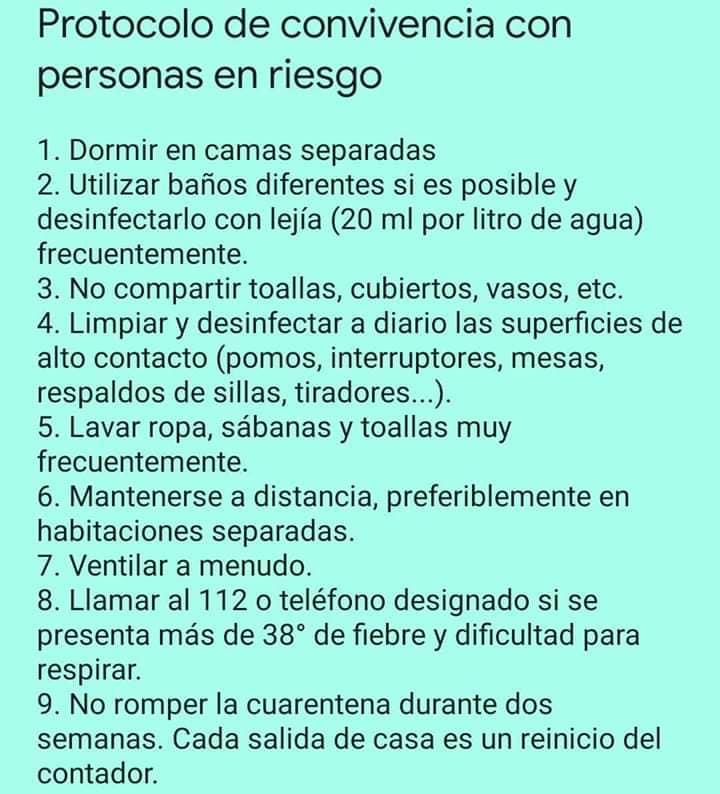 Protocolo de convivencia con
personas en riesgo
1. Dormir en camas separadas
2. Utilizar baños diferentes si es posible y
desinfectarlo con lejía (20 ml por litro de agua)
frecuentemente.
3. No compartir toallas, cubiertos, vasos, etc.
4. Limpiar y desinfectar a diario las superficies de
alto contacto (pomos, interruptores, mesas,
respaldos de sillas, tiradores...).
5. Lavar ropa, sábanas y toallas muy
frecuentemente.
6. Mantenerse a distancia, preferiblemente en
habitaciones separadas.
7. Ventilar a menudo.
8. Llamar al 112 o teléfono designado si se
presenta más de 38° de fiebre y dificultad para
respirar.
9. No romper la cuarentena durante dos
semanas. Cada salida de casa es un reinicio del
contador.